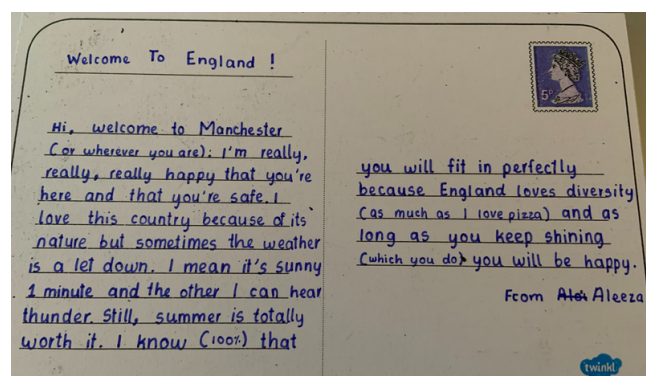 Welcome To England !
5p
Hi, welcome to Manchester
(or wherever you are): I'm really,
really, really happy that you're
here and that you're safe. I
love this country because of its
nature but sometimes the weather
is a let down. I mean it's sunny
1 minute and the other I can hear
thunder. Still, summer is totally
worth it. I know (100%) that
you will fit in perfectly
because England loves diversity
(as much as I love pizza) and as
long as you keep shining
(which you do) you will be happy.
From Aleeza
twinkl